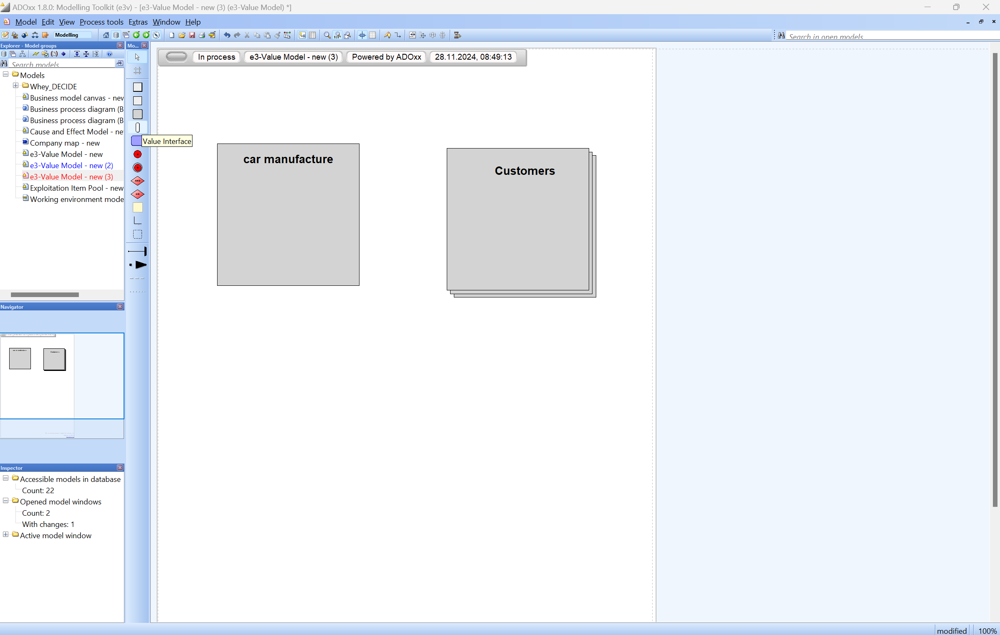 ADOxx 1.8.0: Modelling Toolkit (e3v) - [e3-Value Model - new (3) (e3-Value Model) *]
Model Edit View Process tools Extras Window Help
Modelling
Search in open models
Explorer - Model groups
Mo...
Search models
In process e3-Value Model - new (3) Powered by ADOxx 28.11.2024, 08:49:13
Models
Whey_DECIDE
Business model canvas - new
Business process diagram (B
Business process diagram (B
Cause and Effect Model - ne
Company map - new
e3-Value Model - new
e3-Value Model - new (2)
e3-Value Model - new (3)
Exploitation Item Pool - new
Working environment mode
Value Interface
AND
OR
car manufacture
Customers
Navigator
car manufacture
Customers
Inspector
Accessible models in database
Count: 22
Opened model windows
Count: 2
With changes: 1
Active model window
modified 100%